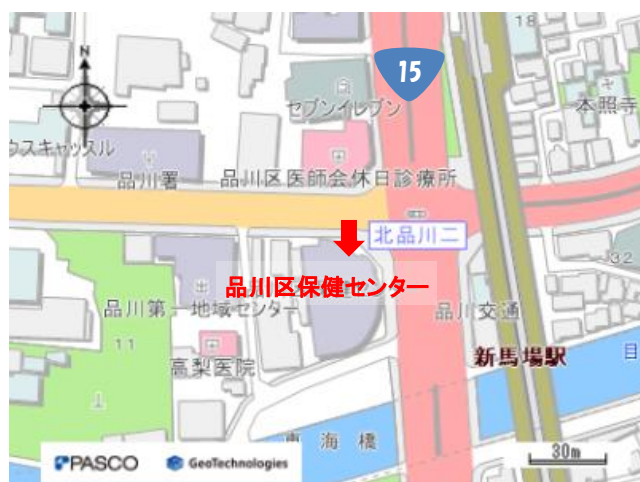 18
N
15
セブンイレブン
本照寺
ウスキャッスル
品川署
品川区医師会休日診療所
北品川二
32
品川区保健センター
品川第一地域センター
品川交通
11
高梨医院
新馬場駅
目
東海橋
30m
PASCO
GeoTechnologies